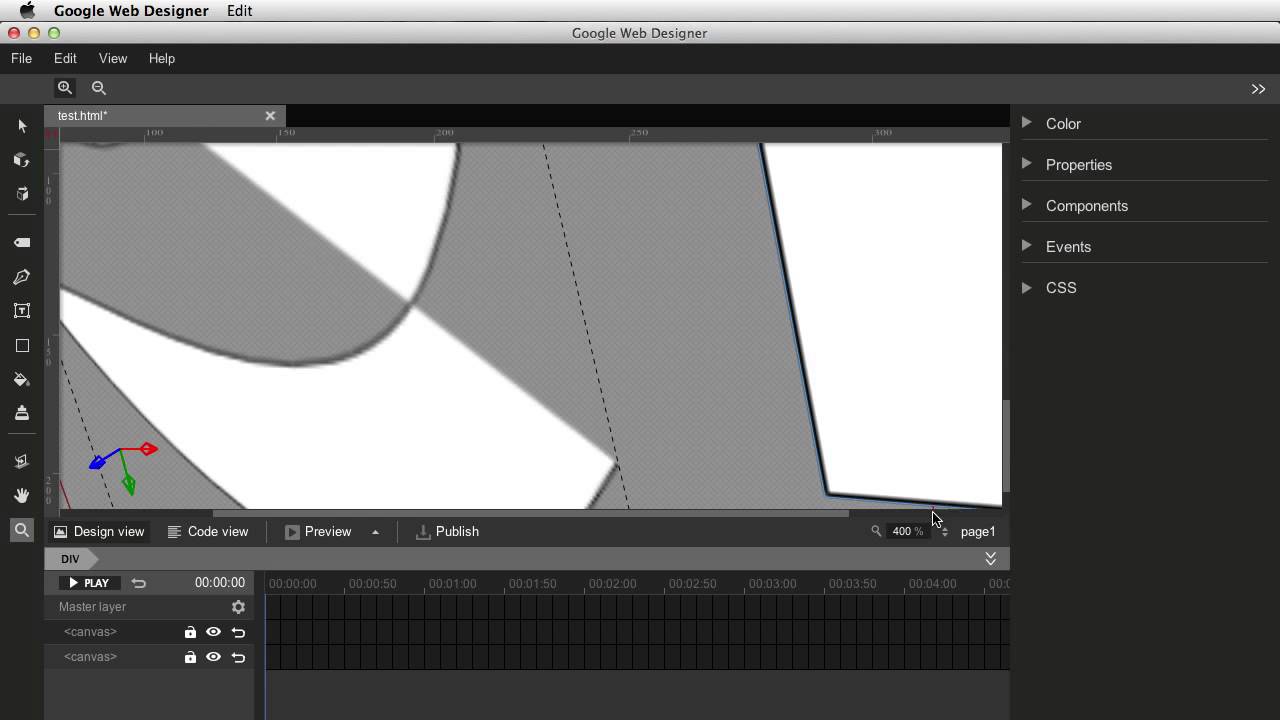 Google Web Designer Edit
Google Web Designer
File Edit View Help
test.html*
100 150 200 250 300
100
150
200
Color
Properties
Components
Events
CSS
Design view Code view Preview Publish 400 % page1
DIV
PLAY 00:00:00 00:00:00 00:00:50 00:01:00 00:01:50 00:02:00 00:02:50 00:03:00 00:03:50 00:04:00
Master layer
<canvas>
<canvas>